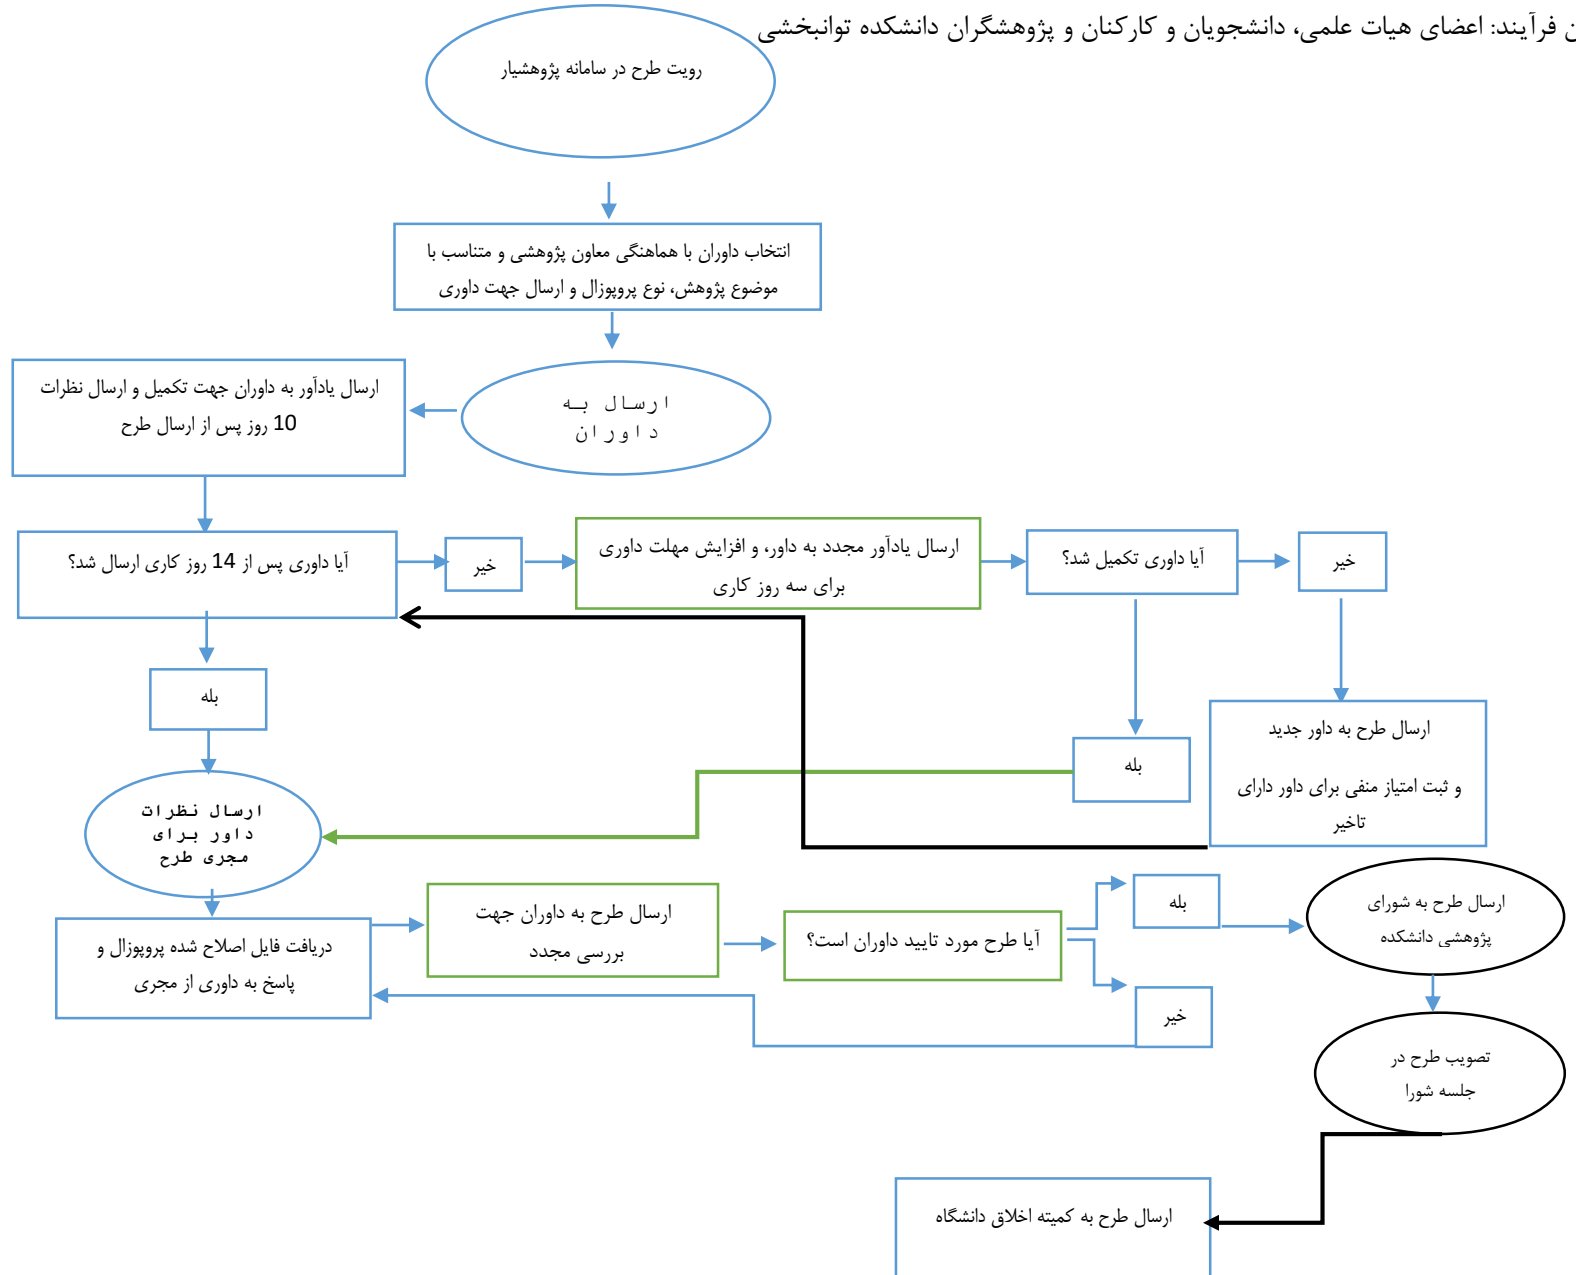 ن فرآیند: اعضای هیات علمی، دانشجویان و کارکنان و پژوهشگران دانشکده توانبخشی
رویت طرح در سامانه پژوهشیار
انتخاب داوران با هماهنگی معاون پژوهشی و متناسب با
موضوع پژوهش، نوع پروپوزال و ارسال جهت داوری
ارسال به
داوران
ارسال یادآور به داوران جهت تکمیل و ارسال نظرات
10 روز پس از ارسال طرح
آیا داوری پس از 14 روز کاری ارسال شد؟
خیر
ارسال یادآور مجدد به داور، و افزایش مهلت داوری
برای سه روز کاری
آیا داوری تکمیل شد؟
خیر
بله
بله
ارسال طرح به داور جدید
و ثبت امتیاز منفی برای داور دارای
تاخیر
ارسال نظرات
داور برای
مجری طرح
دریافت فایل اصلاح شده پروپوزال و
پاسخ به داوری از مجری
ارسال طرح به داوران جهت
بررسی مجدد
آیا طرح مورد تایید داوران است؟
بله
خیر
ارسال طرح به شورای
پژوهشی دانشکده
تصویب طرح در
جلسه شورا
ارسال طرح به کمیته اخلاق دانشگاه